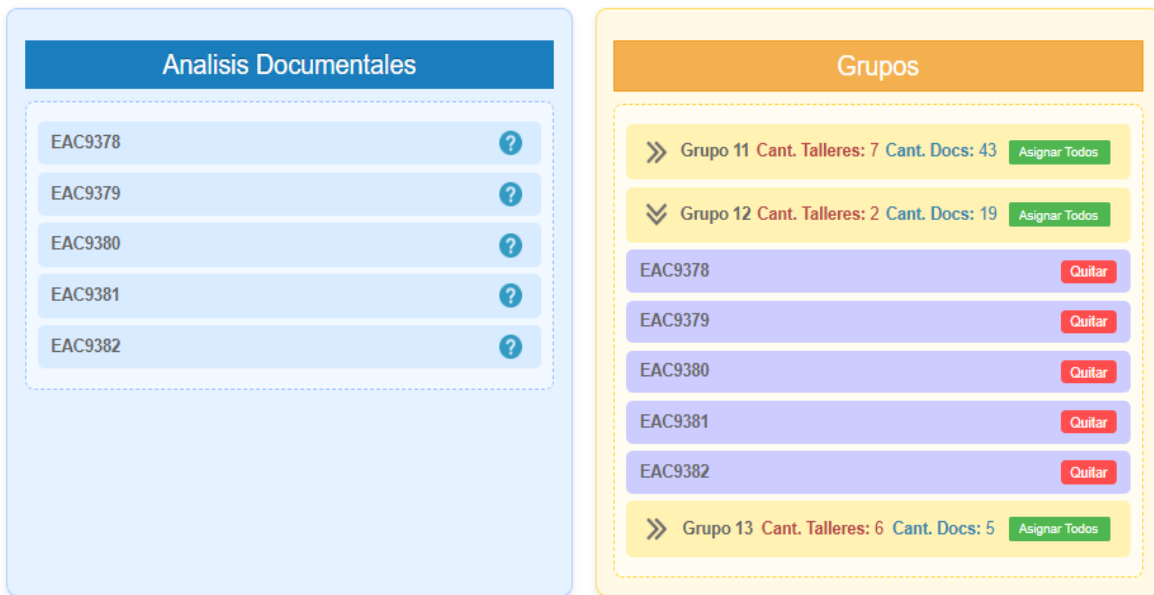 Analisis Documentales
EAC9378
?
EAC9379
?
EAC9380
?
EAC9381
?
EAC9382
?
Grupos
Grupo 11 Cant. Talleres: 7 Cant. Docs: 43 Asignar Todos
Grupo 12 Cant. Talleres: 2 Cant. Docs: 19 Asignar Todos
EAC9378 Quitar
EAC9379 Quitar
EAC9380 Quitar
EAC9381 Quitar
EAC9382 Quitar
Grupo 13 Cant. Talleres: 6 Cant. Docs: 5 Asignar Todos